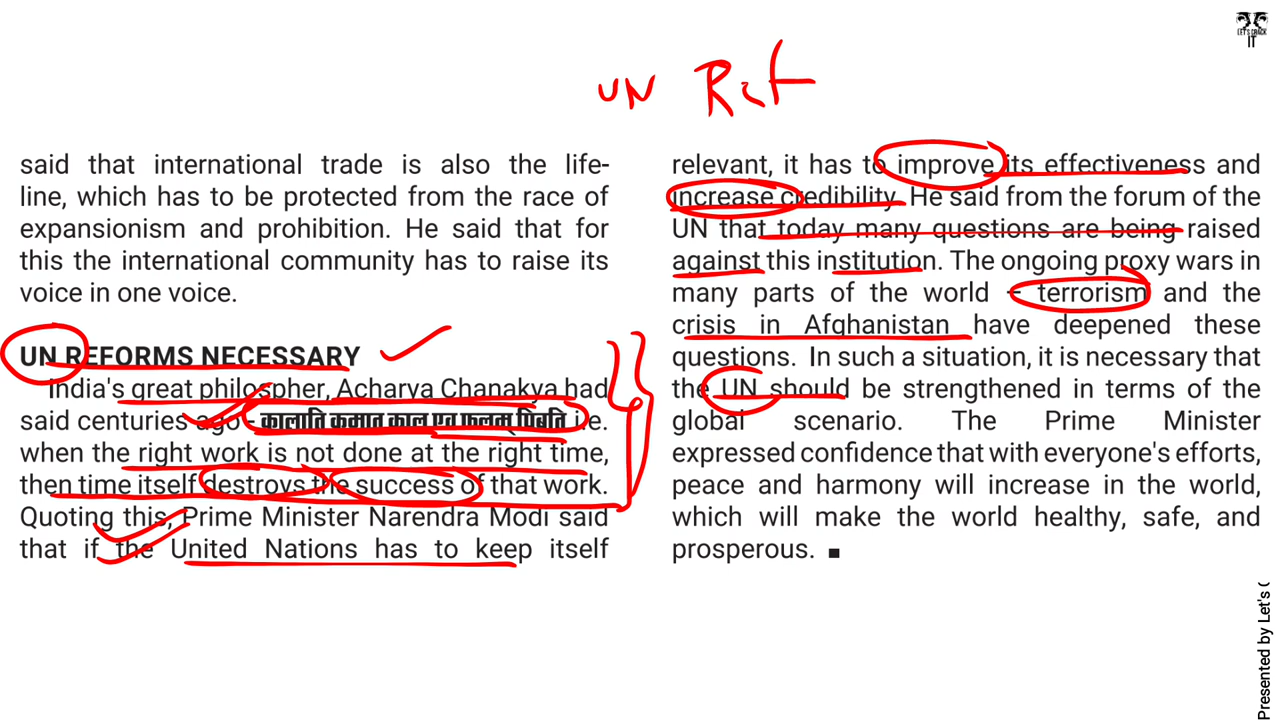 LET'S CRACK
IT
UN
said that international trade is also the life-
line, which has to be protected from the race of
expansionism and prohibition. He said that for
this the international community has to raise its
voice in one voice.
UN REFORMS NECESSARY
India's great philospher, Acharya Chanakya had
said centuries ago - कालाति क्रमात काल एव फलम् पिबति i.e.
when the right work is not done at the right time,
then time itself destroys the success of that work.
Quoting this, Prime Minister Narendra Modi said
that if the United Nations has to keep itself
relevant, it has to improve its effectiveness and
increase credibility. He said from the forum of the
UN that today many questions are being raised
against this institution. The ongoing proxy wars in
many parts of the world – terrorism and the
crisis in Afghanistan have deepened these
questions. In such a situation, it is necessary that
the UN should be strengthened in terms of the
global scenario. The Prime Minister
expressed confidence that with everyone's efforts,
peace and harmony will increase in the world,
which will make the world healthy, safe, and
prosperous. ■
Presented by Let's